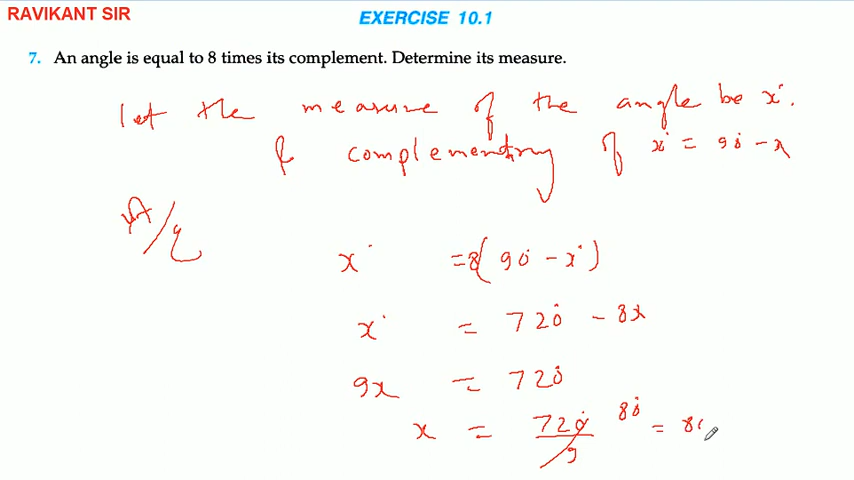 RAVIKANT SIR
EXERCISE 10.1
7. An angle is equal to 8 times its complement. Determine its measure.
let the measure of the angle be x°.
& complementry of x° = 90° - x
A/q
x° = 8(90° - x°)
x° = 720° - 8x
9x = 720°
x = 720°/9 80° = 80